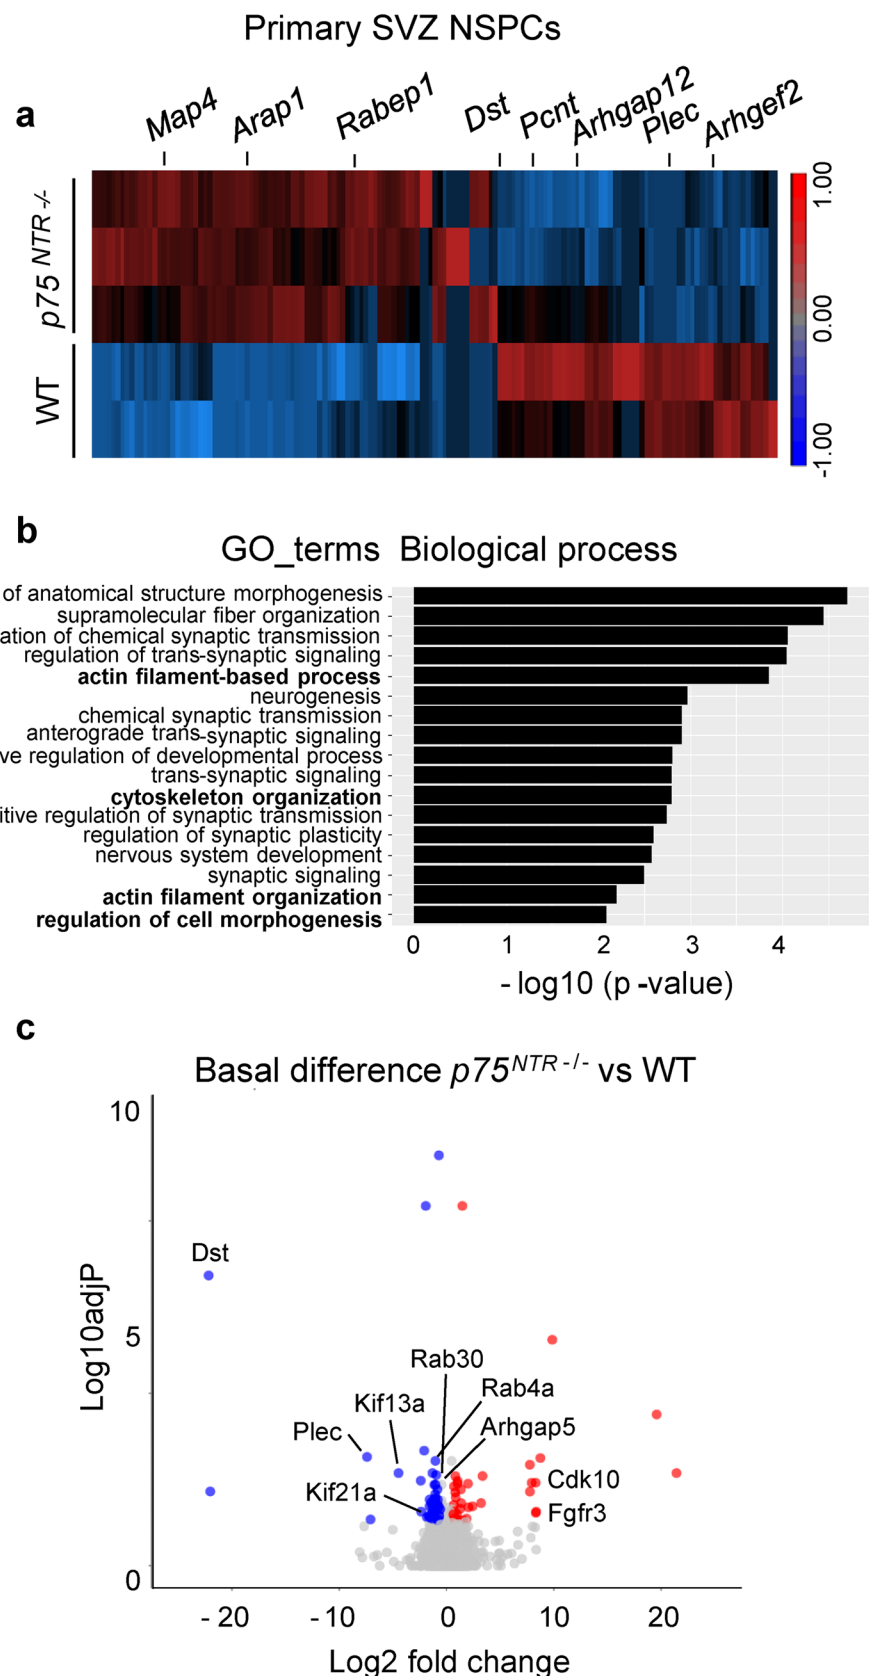 Primary SVZ NSPCs
a
Map4 Arap1 Rabep1 Dst Pcnt Arhgap12 Plec Arhgef2
p75 NTR -/-
WT
1.00
0.00
-1.00
b
GO_terms Biological process
of anatomical structure morphogenesis
supramolecular fiber organization
ation of chemical synaptic transmission
regulation of trans-synaptic signaling
actin filament-based process
neurogenesis
chemical synaptic transmission
anterograde trans-synaptic signaling
ve regulation of developmental process
trans-synaptic signaling
cytoskeleton organization
itive regulation of synaptic transmission
regulation of synaptic plasticity
nervous system development
synaptic signaling
actin filament organization
regulation of cell morphogenesis
0 1 2 3 4
- log10 (p -value)
c
Basal difference p75 NTR -/- vs WT
10
Dst
Log10adjP
5
Rab30
Rab4a
Kif13a
Arhgap5
Plec
Cdk10
Kif21a
Fgfr3
0
- 20 - 10 0 10 20
Log2 fold change